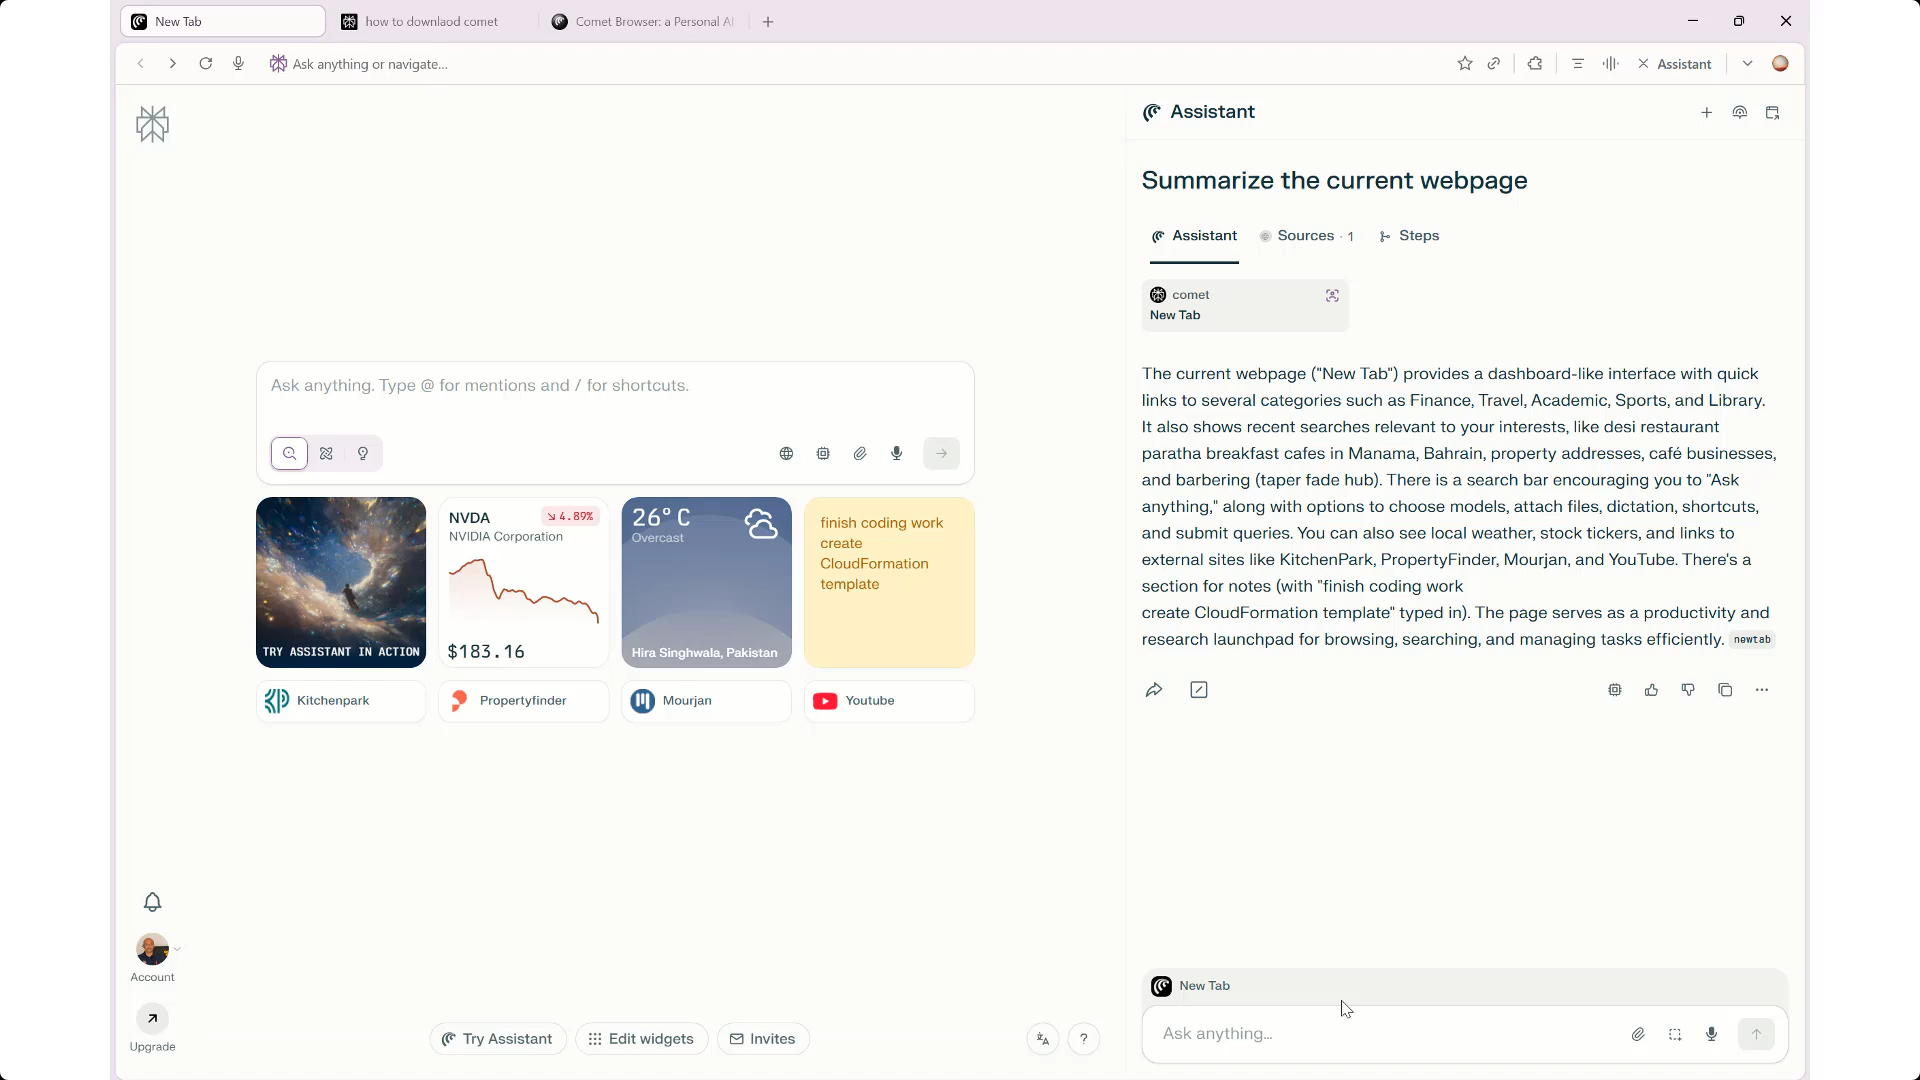 New Tab
how to downlaod comet
Comet Browser: a Personal AI
Ask anything or navigate...
Assistant
Assistant
Summarize the current webpage
Assistant
Sources · 1
Steps
comet
New Tab
The current webpage ("New Tab") provides a dashboard-like interface with quick
links to several categories such as Finance, Travel, Academic, Sports, and Library.
It also shows recent searches relevant to your interests, like desi restaurant
paratha breakfast cafes in Manama, Bahrain, property addresses, café businesses,
and barbering (taper fade hub). There is a search bar encouraging you to "Ask
anything," along with options to choose models, attach files, dictation, shortcuts,
and submit queries. You can also see local weather, stock tickers, and links to
external sites like KitchenPark, PropertyFinder, Mourjan, and YouTube. There's a
section for notes (with "finish coding work
create CloudFormation template" typed in). The page serves as a productivity and
research launchpad for browsing, searching, and managing tasks efficiently. newtab
Ask anything. Type @ for mentions and / for shortcuts.
TRY ASSISTANT IN ACTION
NVDA
4.89%
NVIDIA Corporation
$183.16
26° C
Overcast
Hira Singhwala, Pakistan
finish coding work
create
CloudFormation
template
Kitchenpark
Propertyfinder
Mourjan
Youtube
Account
Upgrade
Try Assistant
Edit widgets
Invites
?
New Tab
Ask anything...